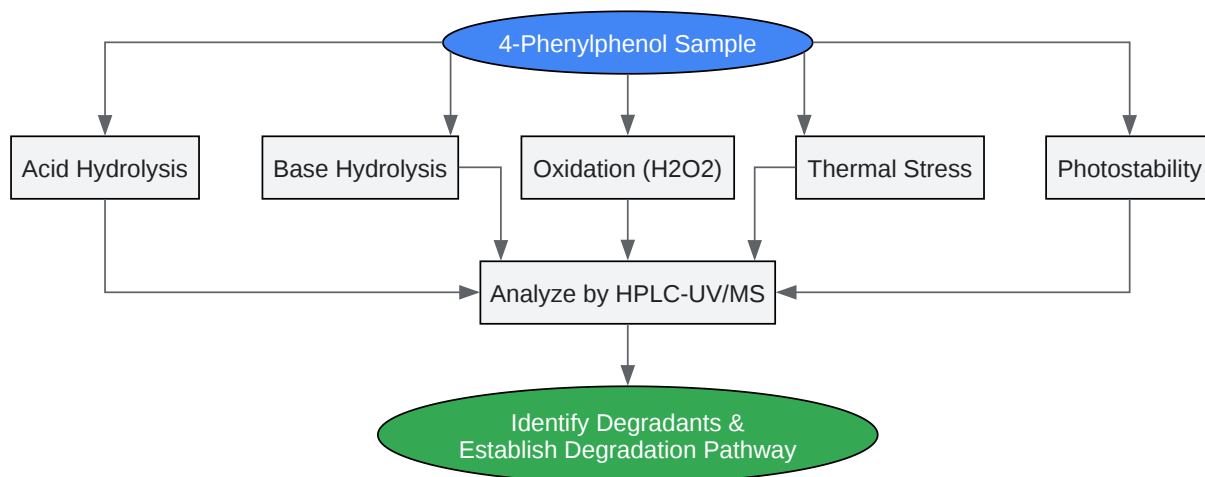 4-Phenylphenol Sample
Acid Hydrolysis
Base Hydrolysis
Oxidation (H2O2)
Thermal Stress
Photostability
Analyze by HPLC-UV/MS
Identify Degradants &
Establish Degradation Pathway